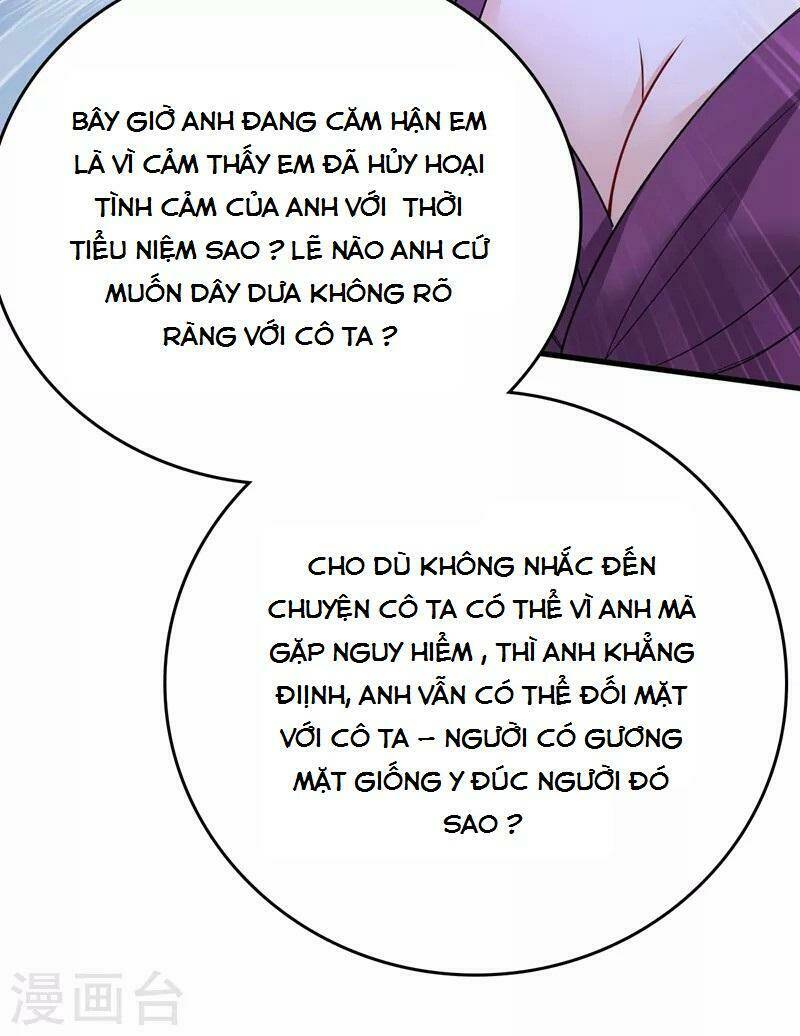 BÂY GIỜ ANH ĐANG CĂM HẬN EM
LÀ VÌ CẢM THẤY EM ĐÃ HỦY HOẠI
TÌNH CẢM CỦA ANH VỚI THỜI
TIỂU NIỆM SAO ? LẼ NÀO ANH CỨ
MUỐN DÂY DƯA KHÔNG RÕ
RÀNG VỚI CÔ TA ?
CHO DÙ KHÔNG NHẮC ĐẾN
CHUYỆN CÔ TA CÓ THỂ VÌ ANH MÀ
GẶP NGUY HIỂM , THÌ ANH KHẲNG
ĐIỊNH, ANH VẪN CÓ THỂ ĐỐI MẶT
VỚI CÔ TA - NGƯỜI CÓ GƯƠNG
MẶT GIỐNG Y ĐÚC NGƯỜI ĐÓ
SAO ?
漫画台